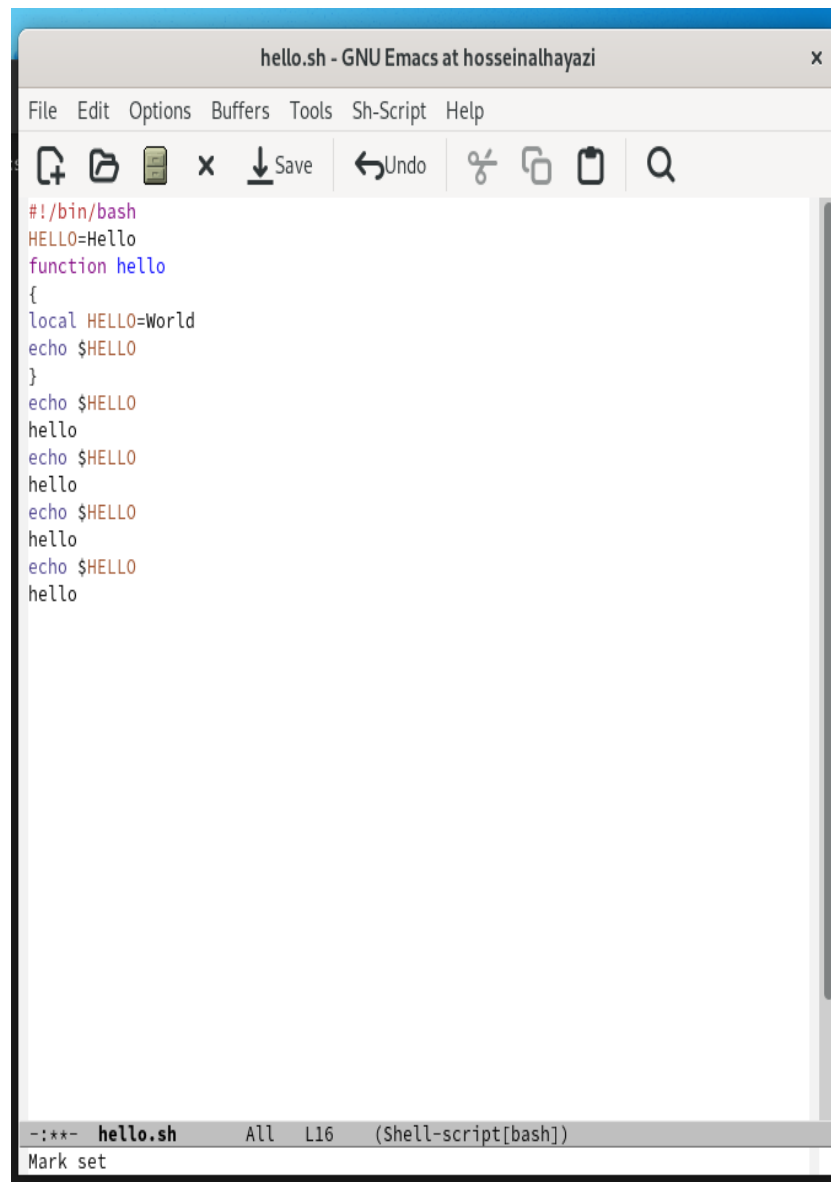 hello.sh - GNU Emacs at hosseinalhayazi
File Edit Options Buffers Tools Sh-Script Help
Save Undo
#!/bin/bash
HELLO=Hello
function hello
{
local HELLO=World
echo $HELLO
}
echo $HELLO
hello
echo $HELLO
hello
echo $HELLO
hello
echo $HELLO
hello
-:**- hello.sh All L16 (Shell-script[bash])
Mark set